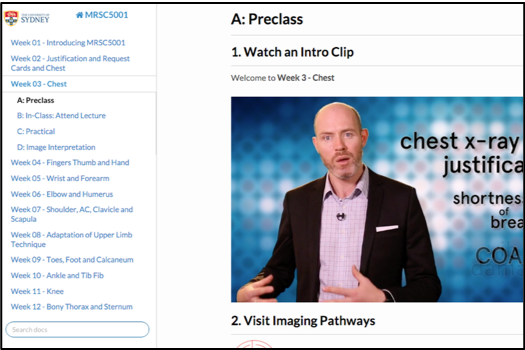 THE UNIVERSITY OF
SYDNEY
MRSC5001
Week 01 - Introducing MRSC5001
Week 02 - Justification and Request
Cards and Chest
Week 03 - Chest
A: Preclass
B: In-Class: Attend Lecture
C: Practical
D: Image Interpretation
Week 04 - Fingers Thumb and Hand
Week 05 - Wrist and Forearm
Week 06 - Elbow and Humerus
Week 07 - Shoulder, AC, Clavicle and
Scapula
Week 08 - Adaptation of Upper Limb
Technique
Week 09 - Toes, Foot and Calcaneum
Week 10 - Ankle and Tib Fib
Week 11 - Knee
Week 12 - Bony Thorax and Sternum
Search docs
A: Preclass
1. Watch an Intro Clip
Welcome to Week 3 - Chest
chest x-ray
justifica
shortnes
of
brea
COA
2. Visit Imaging Pathways